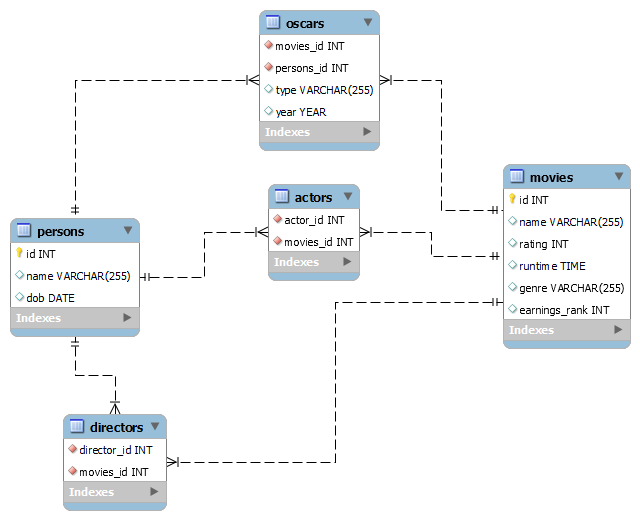 oscars
movies_id INT
persons_id INT
type VARCHAR(255)
year YEAR
Indexes
actors
actor_id INT
movies_id INT
Indexes
movies
id INT
name VARCHAR(255)
rating INT
runtime TIME
genre VARCHAR(255)
earnings_rank INT
Indexes
persons
id INT
name VARCHAR(255)
dob DATE
Indexes
directors
director_id INT
movies_id INT
Indexes